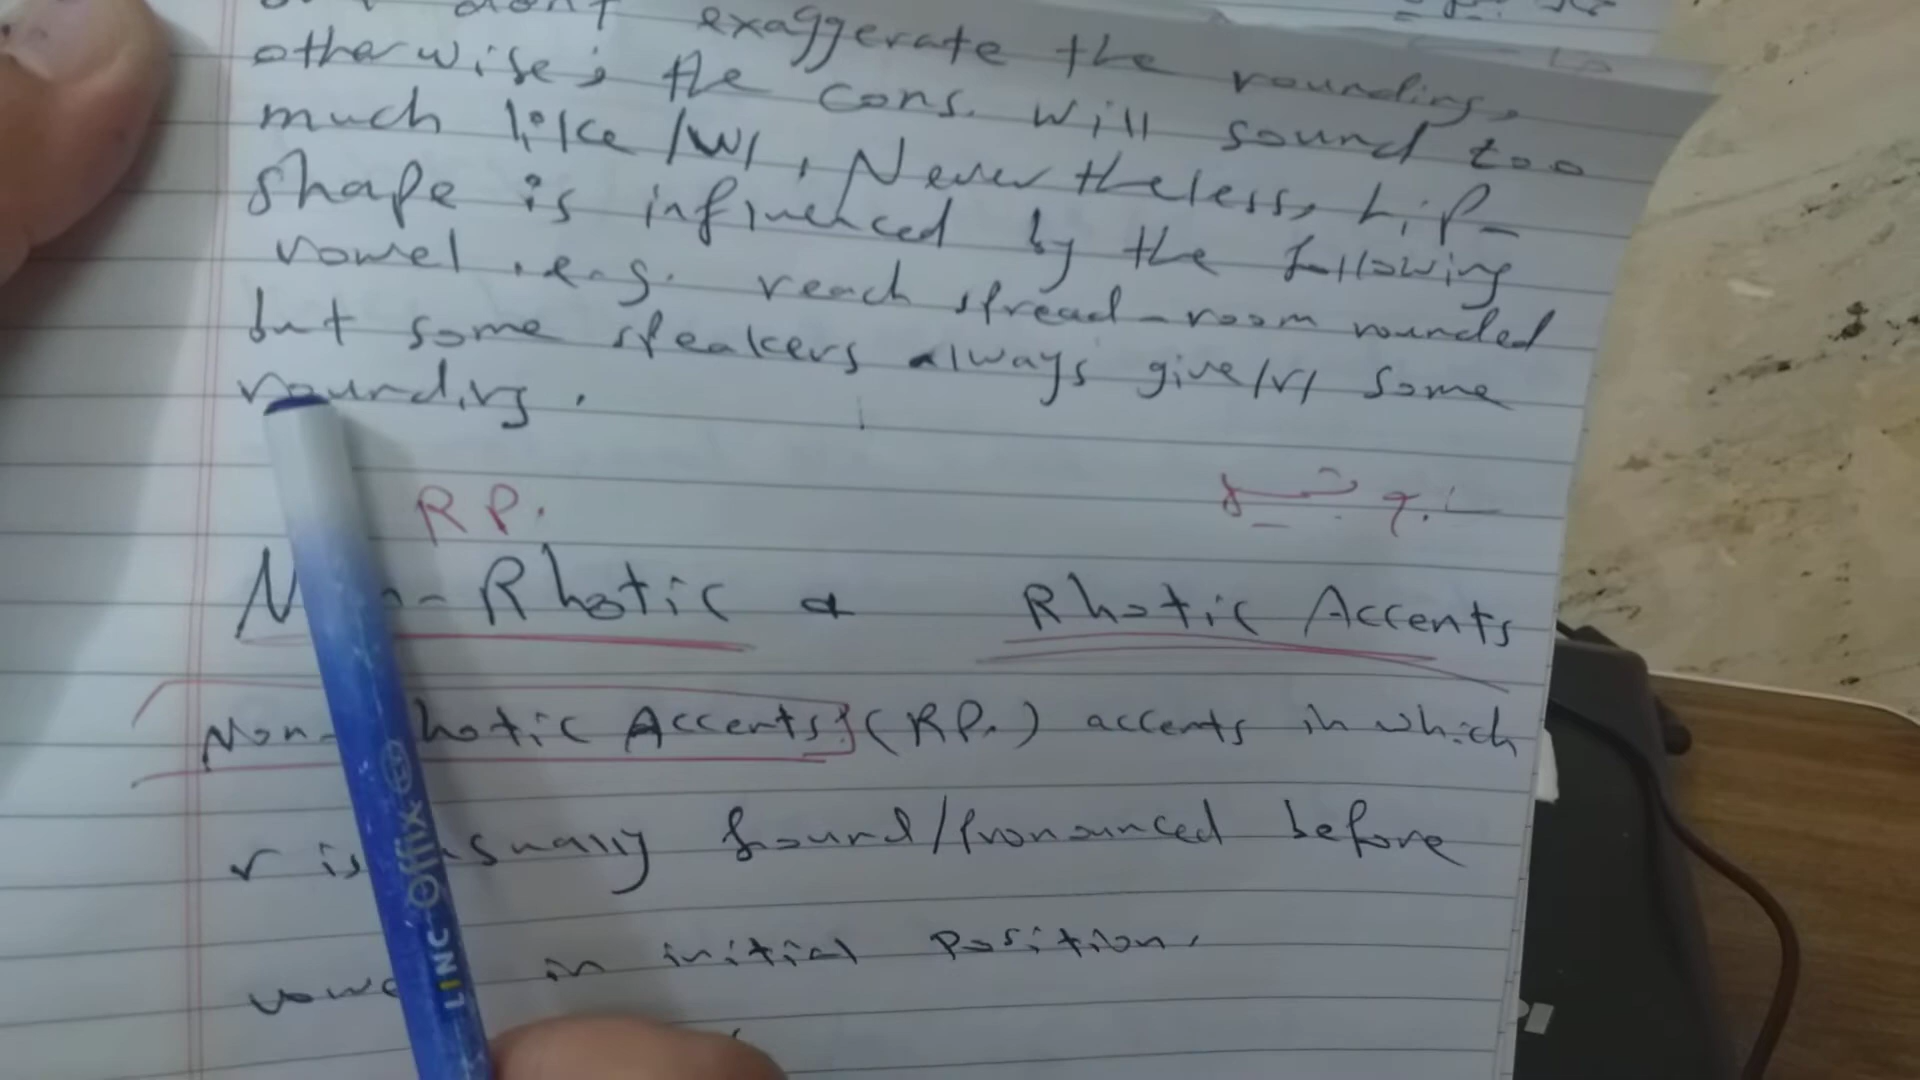 don't exaggerate the rounding,
otherwise; the cons. will sound too
much like /w/, Nevertheless, Lip-
shape is influenced by the following
vowel. e.g. reach spread - room rounded
but some speakers always give /r/ some
rounding.
RP.
N - Rhotic & Rhotic Accents
Non- hotic Accents: (RP.) accents in which
r is usually found/pronounced before
vowe in initial position.
LINC Offix